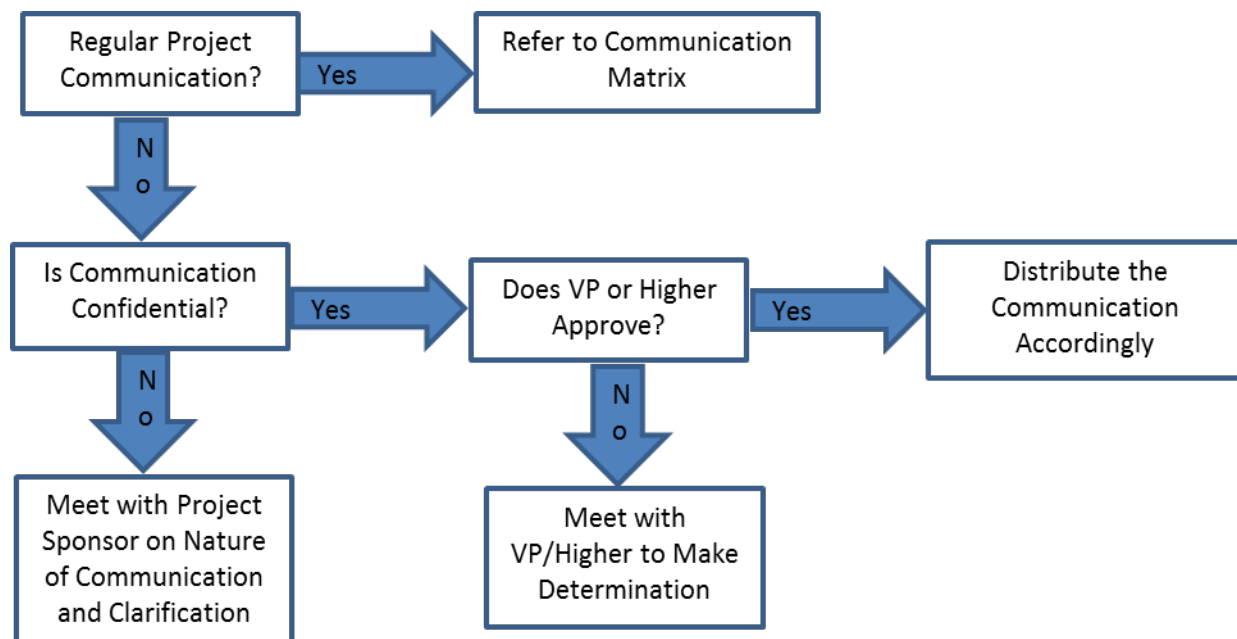 Regular Project
Communication?
Yes
Refer to Communication
Matrix
N
o
Is Communication
Confidential?
Yes
Does VP or Higher
Approve?
Yes
Distribute the
Communication
Accordingly
N
o
N
o
Meet with Project
Sponsor on Nature
of Communication
and Clarification
Meet with
VP/Higher to Make
Determination